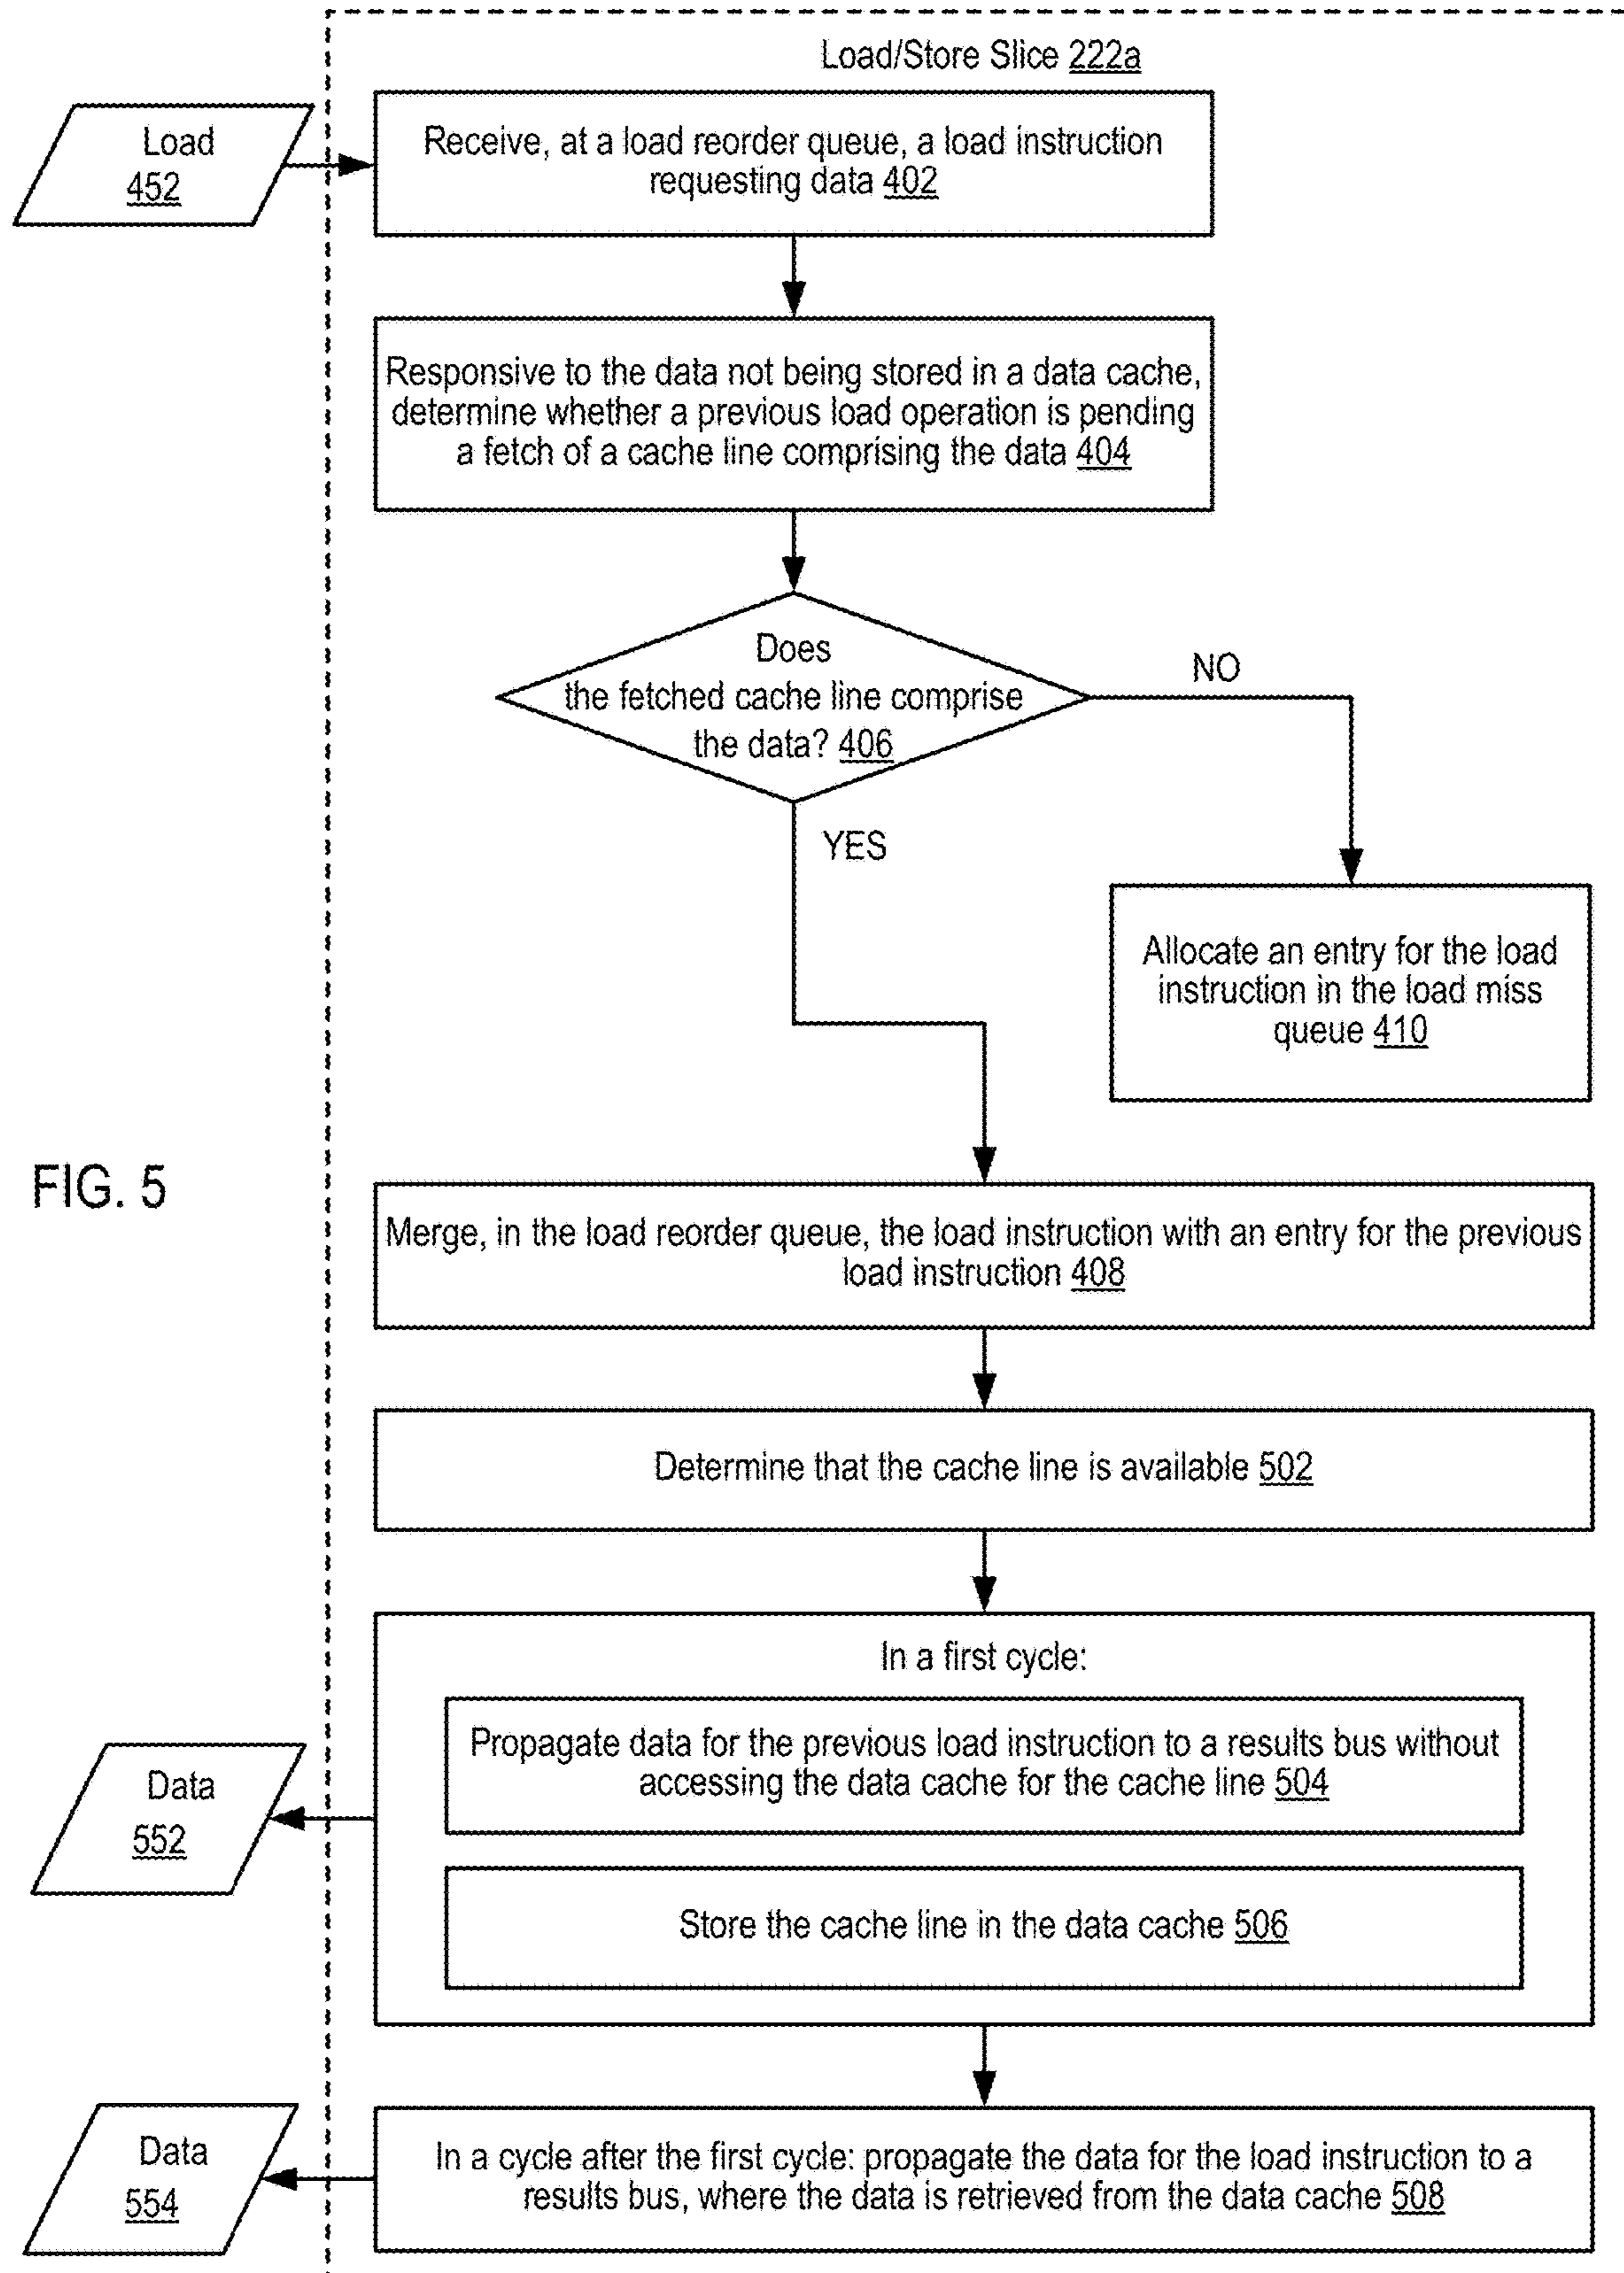 Load/Store Slice 222a
Load
452
Receive, at a load reorder queue, a load instruction
requesting data 402
Responsive to the data not being stored in a data cache,
determine whether a previous load operation is pending
a fetch of a cache line comprising the data 404
Does
the fetched cache line comprise
the data? 406
NO
YES
Allocate an entry for the load
instruction in the load miss
queue 410
FIG. 5
Merge, in the load reorder queue, the load instruction with an entry for the previous
load instruction 408
Determine that the cache line is available 502
In a first cycle:
Propagate data for the previous load instruction to a results bus without
accessing the data cache for the cache line 504
Data
552
Store the cache line in the data cache 506
Data
554
In a cycle after the first cycle: propagate the data for the load instruction to a
results bus, where the data is retrieved from the data cache 508